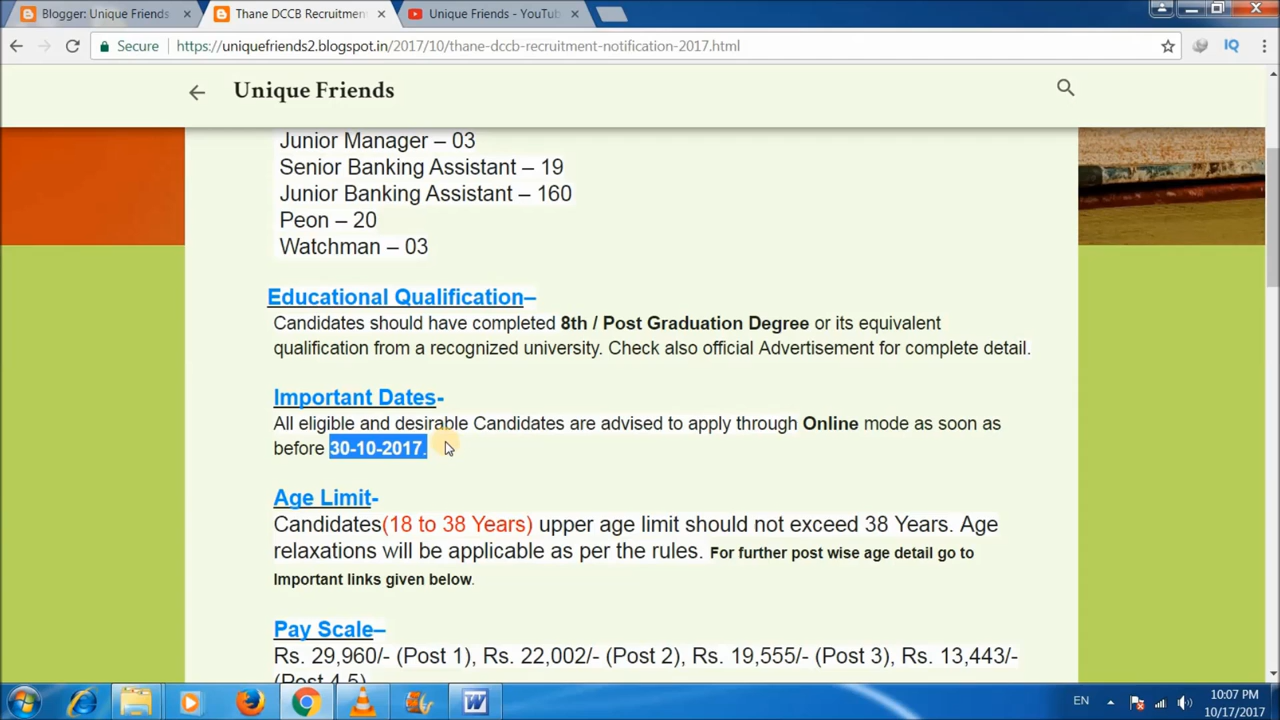 Blogger: Unique Friends
Thane DCCB Recruitmen
Unique Friends - YouTub
Secure
https://uniquefriends2.blogspot.in/2017/10/thane-dccb-recruitment-notification-2017.html
IQ
Unique Friends
Junior Manager – 03
Senior Banking Assistant – 19
Junior Banking Assistant – 160
Peon – 20
Watchman – 03
Educational Qualification–
Candidates should have completed 8th / Post Graduation Degree or its equivalent
qualification from a recognized university. Check also official Advertisement for complete detail.
Important Dates-
All eligible and desirable Candidates are advised to apply through Online mode as soon as
before 30-10-2017.
Age Limit-
Candidates(18 to 38 Years) upper age limit should not exceed 38 Years. Age
relaxations will be applicable as per the rules. For further post wise age detail go to
Important links given below.
Pay Scale–
Rs. 29,960/- (Post 1), Rs. 22,002/- (Post 2), Rs. 19,555/- (Post 3), Rs. 13,443/-
(Post 4,5)
EN
10:07 PM
10/17/2017